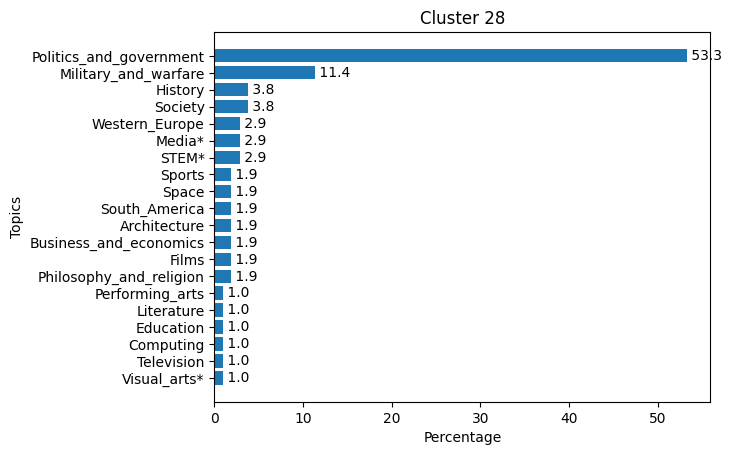 Cluster 28
Politics_and_government 53.3
Military_and_warfare 11.4
History 3.8
Society 3.8
Western_Europe 2.9
Media* 2.9
STEM* 2.9
Sports 1.9
Space 1.9
South_America 1.9
Architecture 1.9
Business_and_economics 1.9
Films 1.9
Philosophy_and_religion 1.9
Performing_arts 1.0
Literature 1.0
Education 1.0
Computing 1.0
Television 1.0
Visual_arts* 1.0
Topics
0 10 20 30 40 50
Percentage